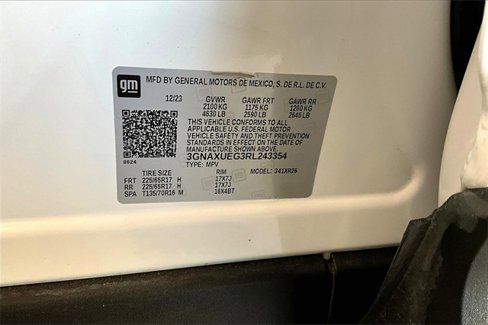 gm
MFD BY GENERAL MOTORS DE MEXICO, S. DE R.L. DE C.V.
12/23 GVWR GAWR FRT GAWR RR
2100 KG 1175 KG 1200 KG
4630 LB 2590 LB 2645 LB
THIS VEHICLE CONFORMS TO ALL
APPLICABLE U.S. FEDERAL MOTOR
VEHICLE SAFETY AND THEFT PREVENTION
STANDARDS IN EFFECT ON THE DATE OF
MANUFACTURE SHOWN ABOVE.
8624 3GNAXUEG3RL243354
TYPE: MPV
TIRE SIZE RIM MODEL: 341XR26
FRT 225/65R17 H 17X7J
RR 225/65R17 H 17X7J
SPA T135/70R16 M 16X4BT